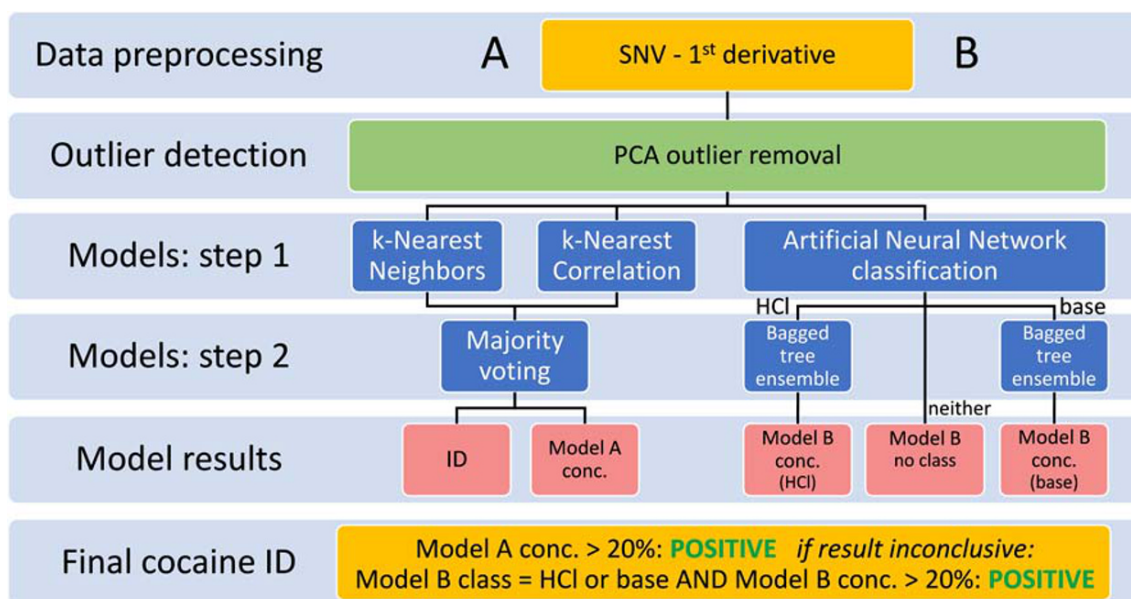 Data preprocessing
A
SNV - 1st derivative
B
Outlier detection
PCA outlier removal
Models: step 1
k-Nearest
Neighbors
k-Nearest
Correlation
Artificial Neural Network
classification
HCl
base
Models: step 2
Majority
voting
Bagged
tree
ensemble
Bagged
tree
ensemble
neither
Model results
ID
Model A
conc.
Model B
conc.
(HCl)
Model B
no class
Model B
conc.
(base)
Final cocaine ID
Model A conc. > 20%: POSITIVE if result inconclusive:
Model B class = HCl or base AND Model B conc. > 20%: POSITIVE